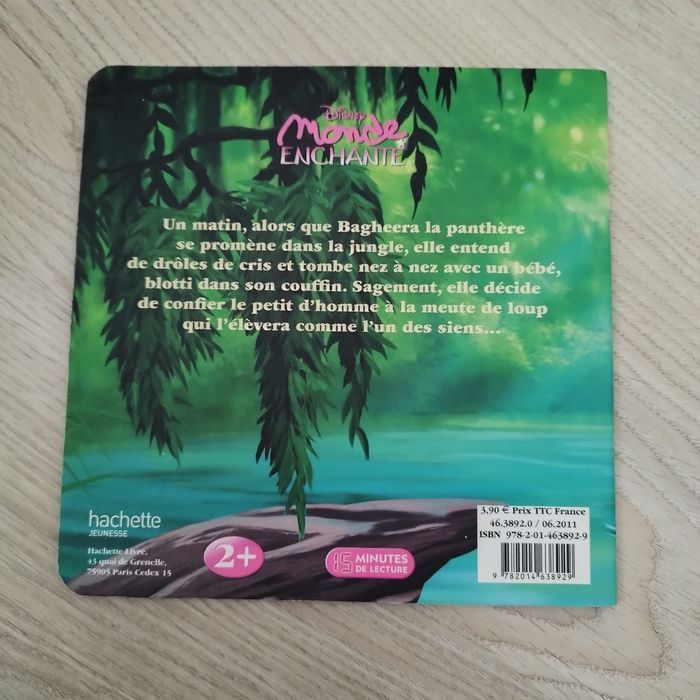 Disney
Monde
ENCHANTÉ
Un matin, alors que Bagheera la panthère
se promène dans la jungle, elle entend
de drôles de cris et tombe nez à nez avec un bébé,
blotti dans son couffin. Sagement, elle décide
de confier le petit d'homme à la meute de loup
qui l'élèvera comme l'un des siens...
hachette
JEUNESSE
Hachette Livre,
43 quai de Grenelle,
75905 Paris Cedex 15
2+
15 MINUTES
DE LECTURE
3,90 € Prix TTC France
46.3892.0 / 06.2011
ISBN 978-2-01-463892-9
9 782014 638929